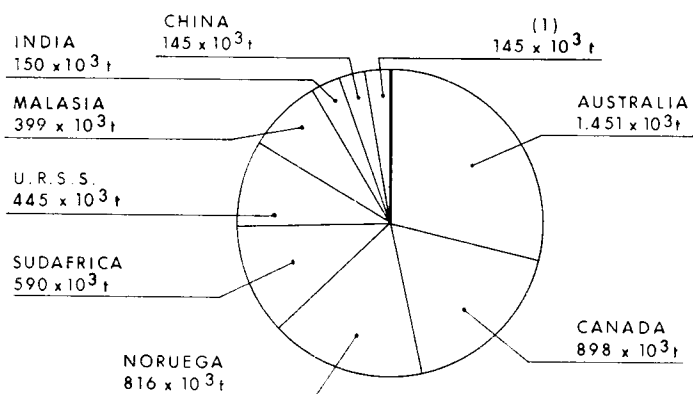 CHINA
145 x 10³ t
(1)
145 x 10³ t
INDIA
150 x 10³ t
MALASIA
399 x 10³ t
AUSTRALIA
1.451 x 10³ t
U.R.S.S.
445 x 10³ t
SUDAFRICA
590 x 10³ t
CANADA
898 x 10³ t
NORUEGA
816 x 10³ t